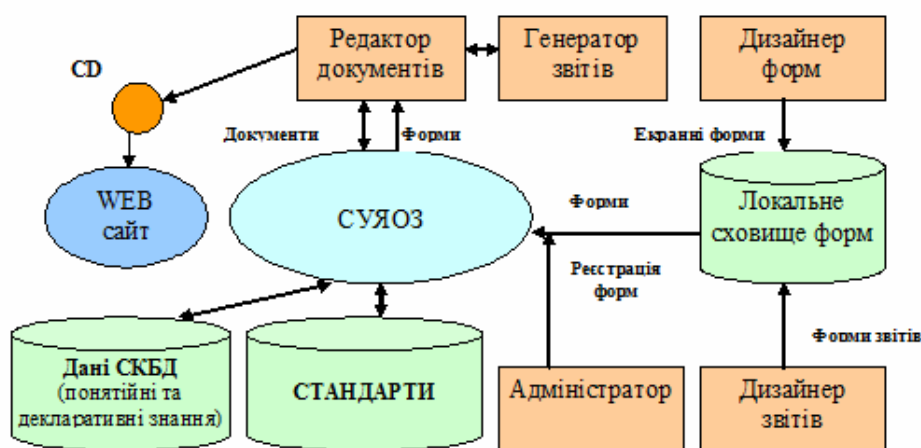 Редактор
документів
Генератор
звітів
Дизайнер
форм
CD
Документи
Форми
Екранні форми
WEB
сайт
СУЯОЗ
Форми
Локальне
сховище форм
Реєстрація
форм
Форми звітів
Дані СКБД
(понятійні та
декларативні знання)
СТАНДАРТИ
Адміністратор
Дизайнер
звітів